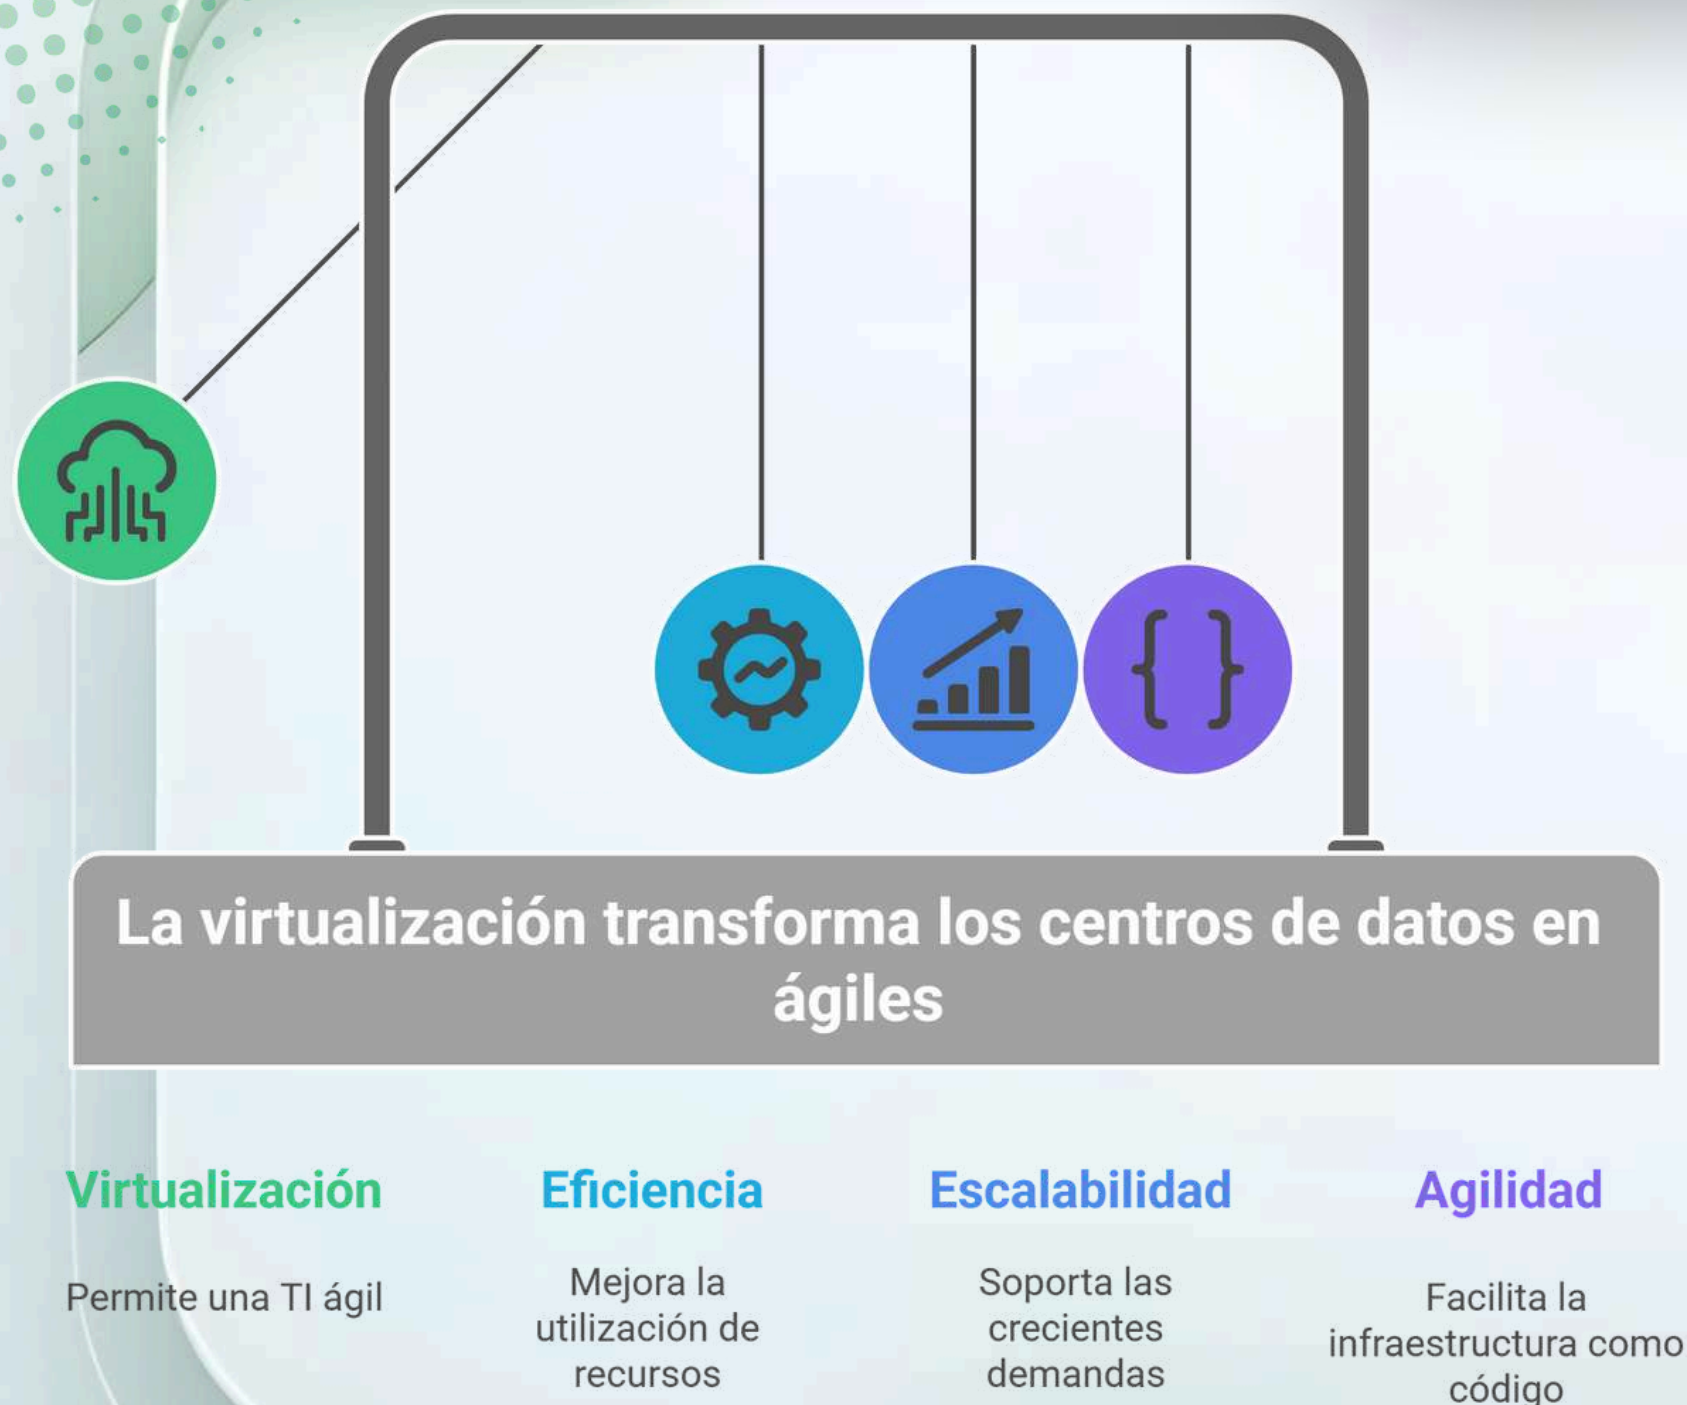 La virtualización transforma los centros de datos en
ágiles
Virtualización
Permite una TI ágil
Eficiencia
Mejora la
utilización de
recursos
Escalabilidad
Soporta las
crecientes
demandas
Agilidad
Facilita la
infraestructura como
código